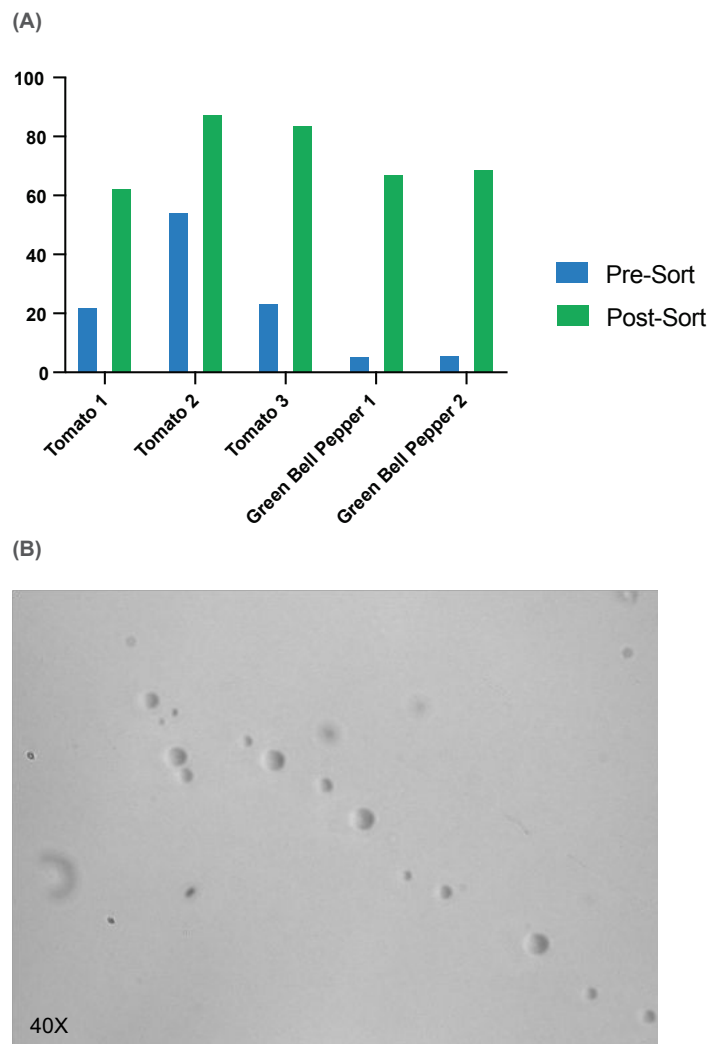 (A)
100
80
60
40
20
0
Tomato 1
Tomato 2
Tomato 3
Green Bell Pepper 1
Green Bell Pepper 2
Pre-Sort
Post-Sort
(B)
40X